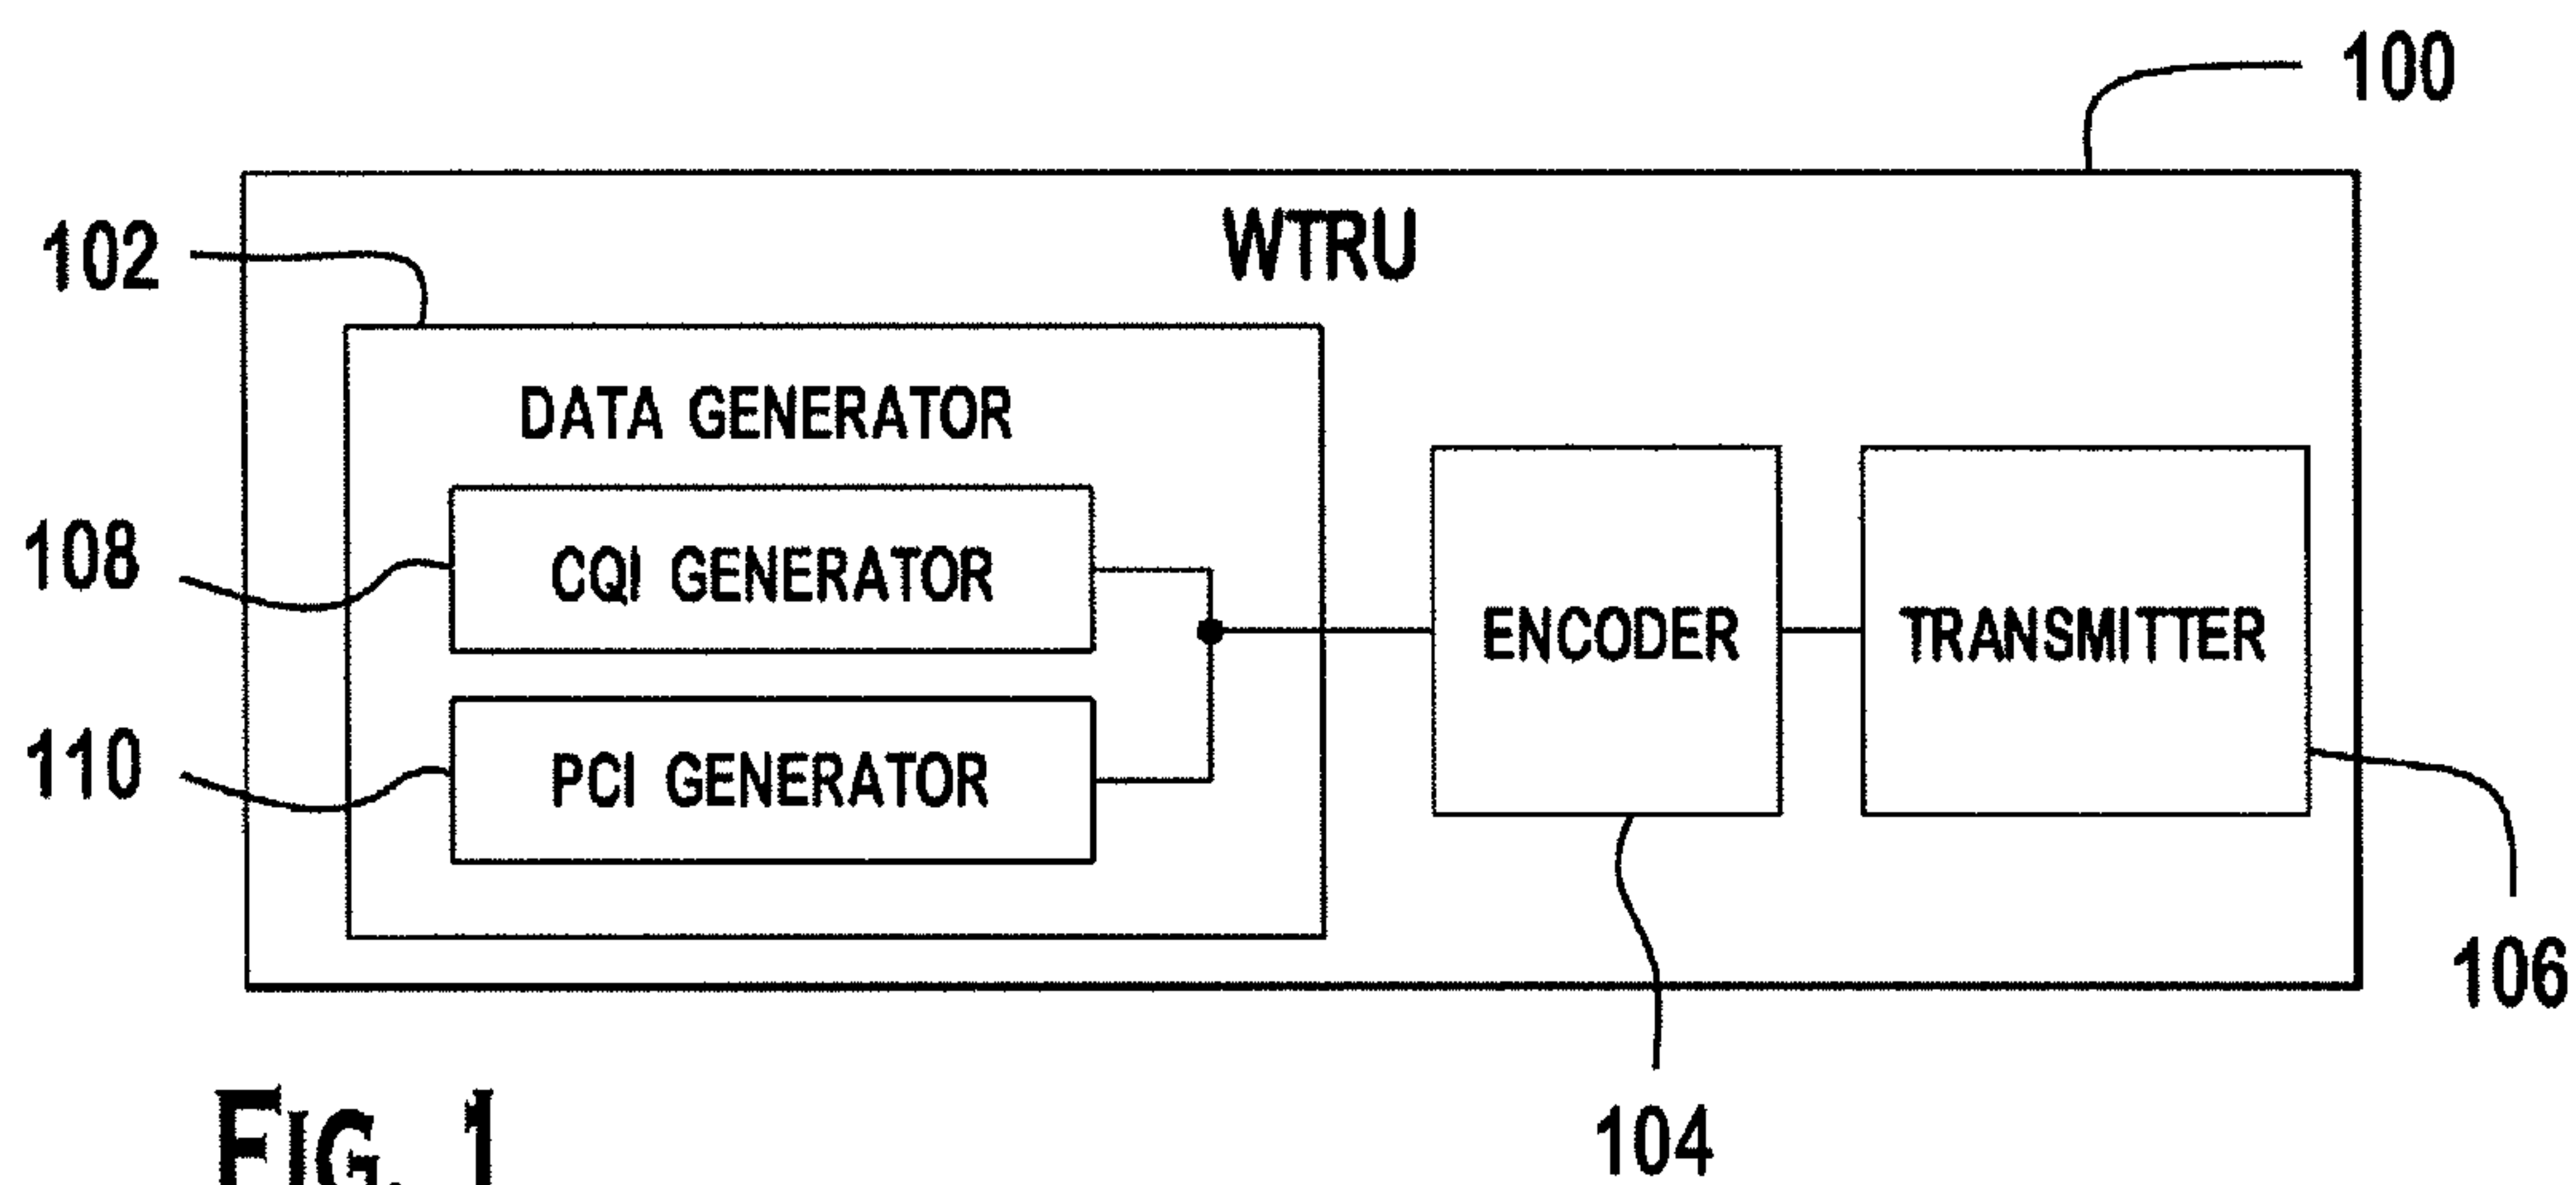 100
WTRU
102
DATA GENERATOR
108
CQI GENERATOR
ENCODER
TRANSMITTER
110
PCI GENERATOR
106
104
FIG. 1